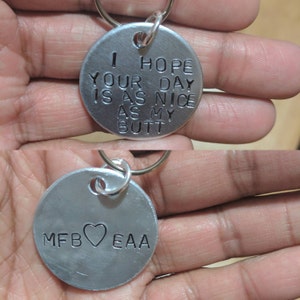 I HOPE
YOUR DAY
IS AS NICE
AS MY
BUTT
MFB♡EAA